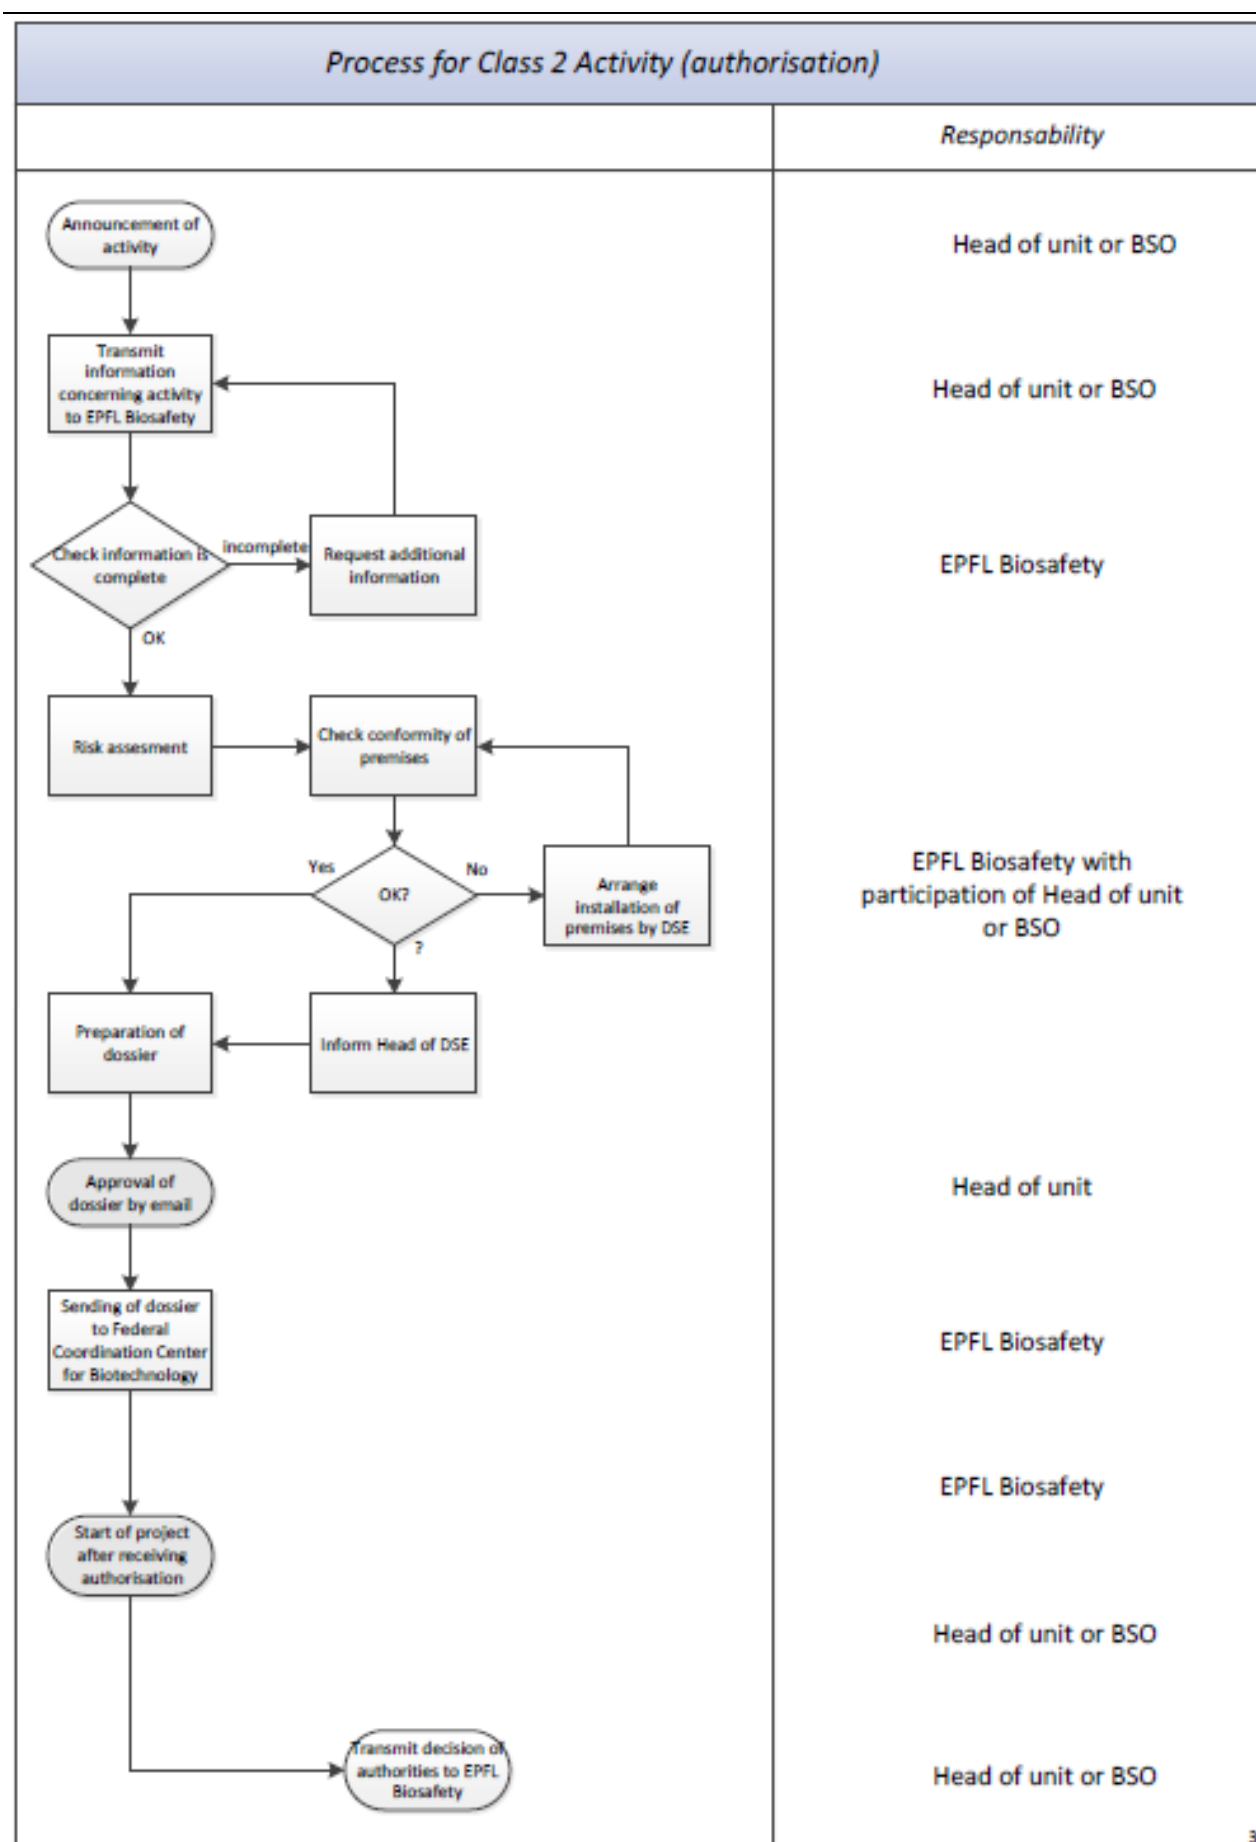 Process for Class 2 Activity (authorisation)
Responsability
Announcement of
activity
Head of unit or BSO
Transmit
information
concerning activity
to EPFL Biosafety
Head of unit or BSO
Check information is
complete
incomplete
Request additional
information
EPFL Biosafety
OK
Risk assesment
Check conformity of
premises
Yes
OK?
No
Arrange
installation of
premises by DSE
EPFL Biosafety with
participation of Head of unit
or BSO
?
Preparation of
dossier
Inform Head of DSE
Approval of
dossier by email
Head of unit
Sending of dossier
to Federal
Coordination Center
for Biotechnology
EPFL Biosafety
EPFL Biosafety
Start of project
after receiving
authorisation
Head of unit or BSO
Transmit decision of
authorities to EPFL
Biosafety
Head of unit or BSO